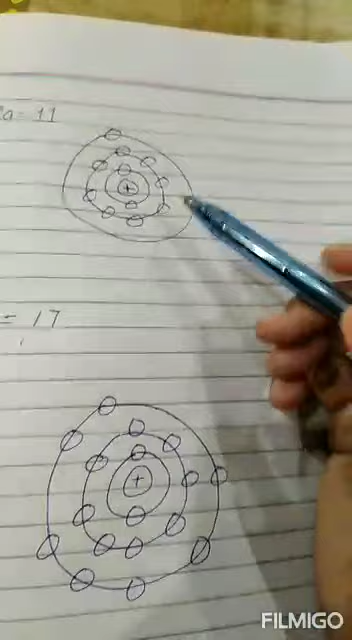 a = 11
+
= 17
+
FILMIGO